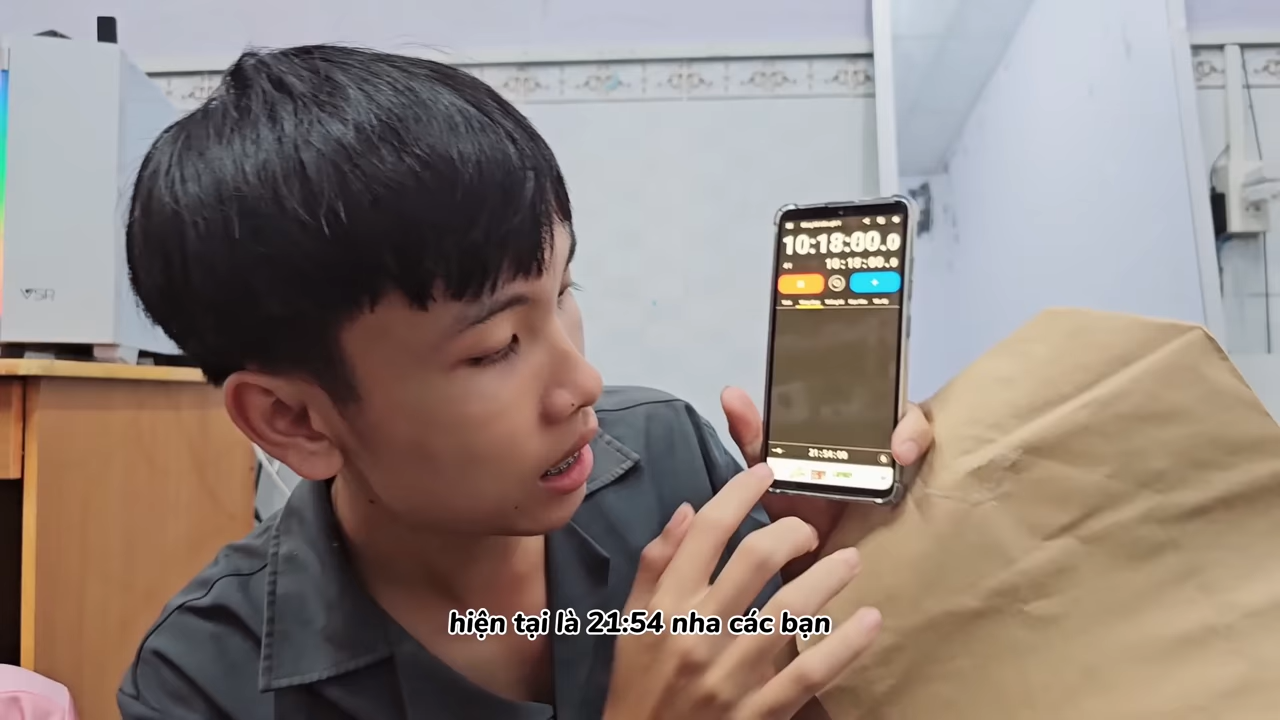 VSP
10:18:00.0
10:18:00.0
21:54:00
hiện tại là 21:54 nha các bạn